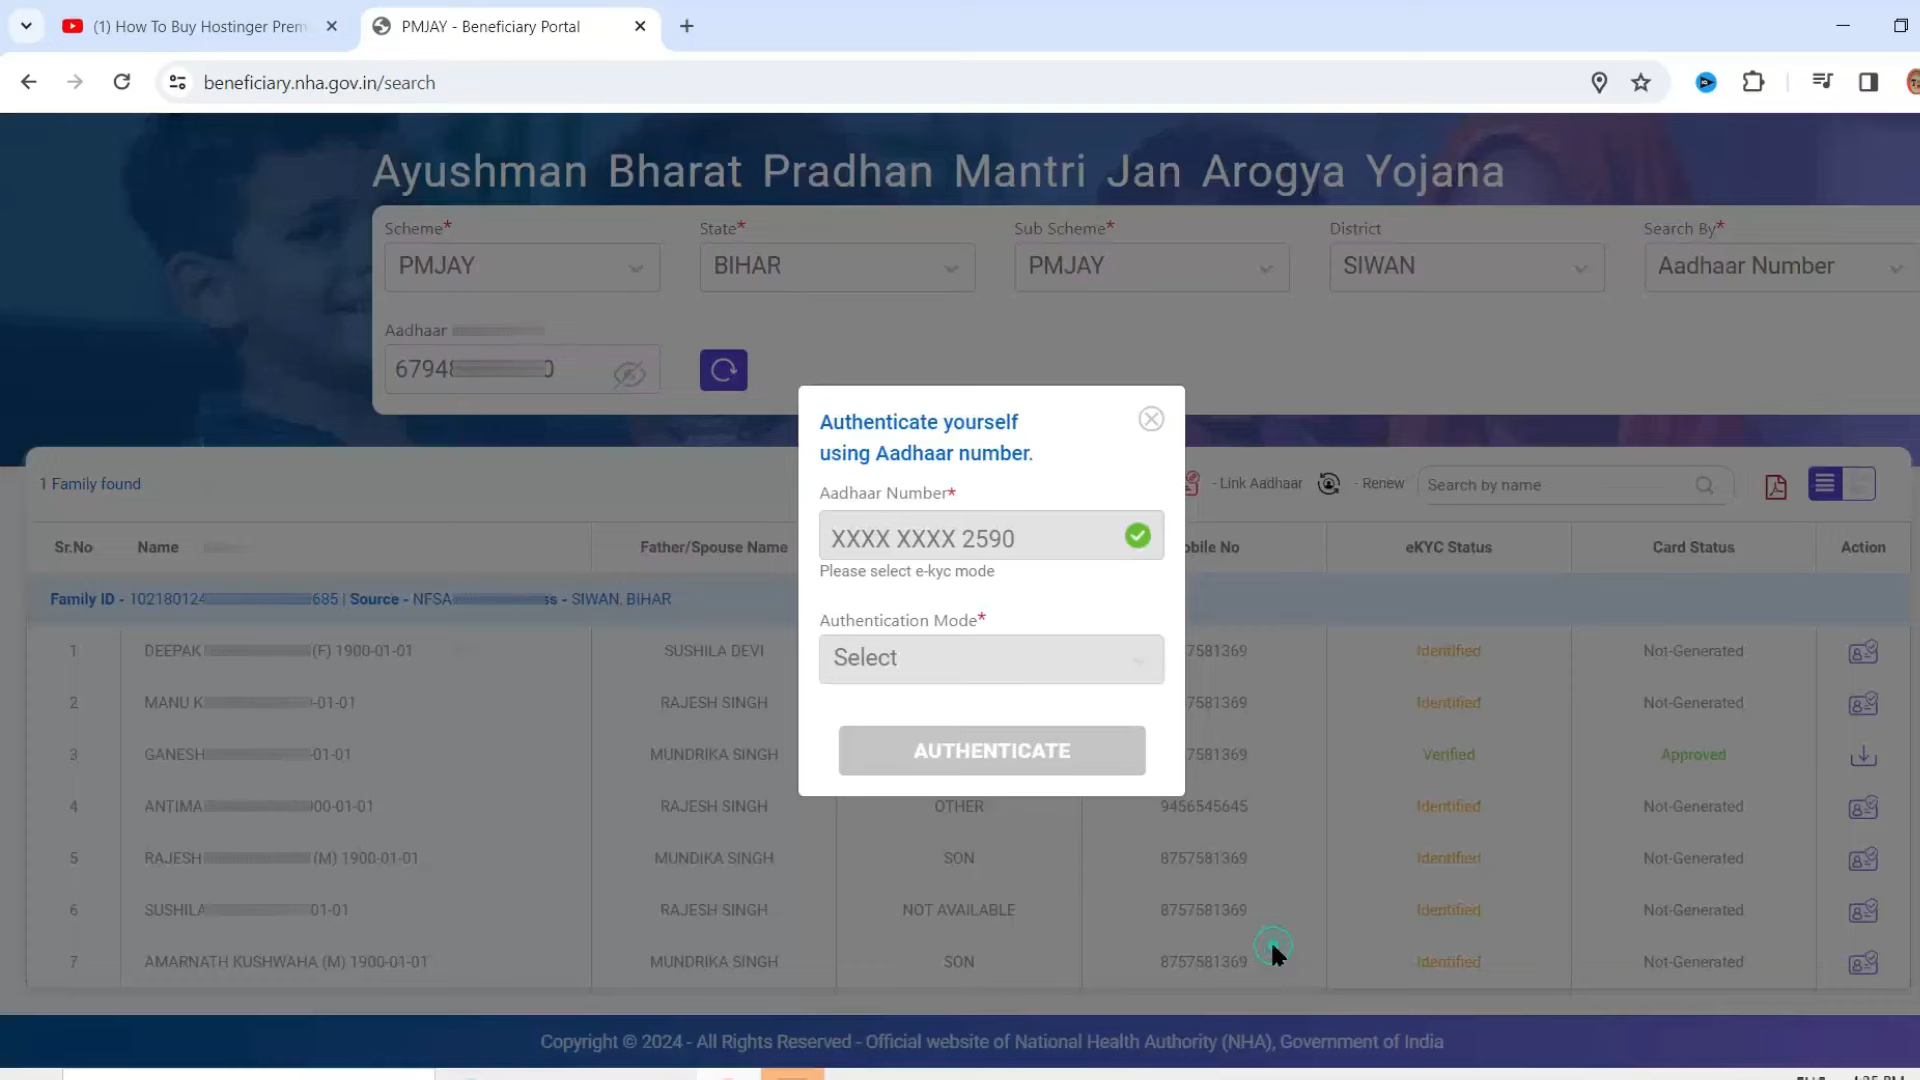 (1) How To Buy Hostinger Prem
PMJAY - Beneficiary Portal
beneficiary.nha.gov.in/search
Ayushman Bharat Pradhan Mantri Jan Arogya Yojana
Scheme* State* Sub Scheme* District Search By*
PMJAY BIHAR PMJAY SIWAN Aadhaar Number
Aadhaar
6794 0
Authenticate yourself
using Aadhaar number.
Aadhaar Number*
XXXX XXXX 2590
Please select e-kyc mode
Authentication Mode*
Select
AUTHENTICATE
1 Family found - Link Aadhaar - Renew Search by name
Sr.No Name Father/Spouse Name obile No eKYC Status Card Status Action
Family ID - 10218012 685 | Source - NFSA ss - SIWAN, BIHAR
1 DEEPAK (F) 1900-01-01 SUSHILA DEVI 7581369 Identified Not-Generated
2 MANU K -01-01 RAJESH SINGH 7581369 Identified Not-Generated
3 GANESH -01-01 MUNDRIKA SINGH 7581369 Verified Approved
4 ANTIMA 00-01-01 RAJESH SINGH OTHER 9456545645 Identified Not-Generated
5 RAJESH (M) 1900-01-01 MUNDIKA SINGH SON 8757581369 Identified Not-Generated
6 SUSHILA 01-01 RAJESH SINGH NOT AVAILABLE 8757581369 Identified Not-Generated
7 AMARNATH KUSHWAHA (M) 1900-01-01 MUNDRIKA SINGH SON 8757581369 Identified Not-Generated
Copyright © 2024 - All Rights Reserved - Official website of National Health Authority (NHA), Government of India